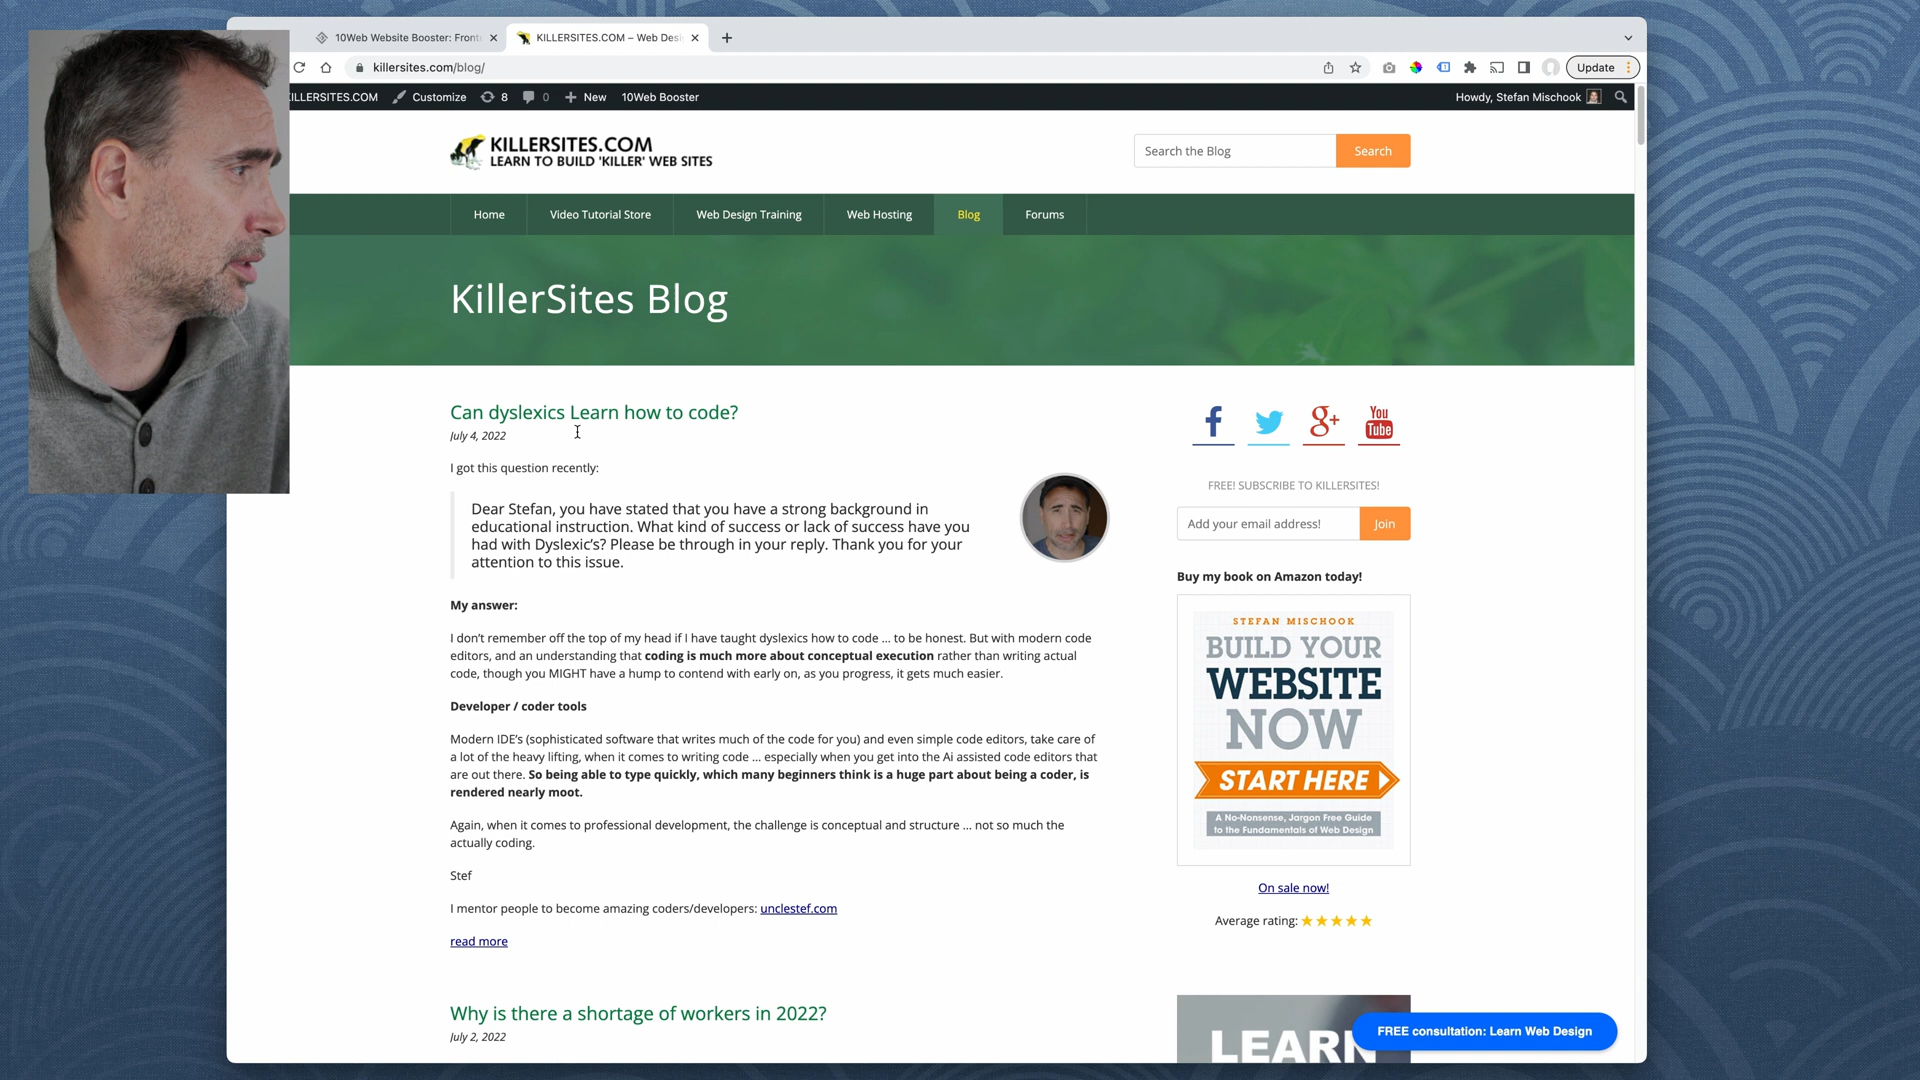 10Web Website Booster: Front
KILLERSITES.COM – Web Des
killersites.com/blog/
Update
KILLERSITES.COM
Customize
8
0
New
10Web Booster
Howdy, Stefan Mischook
KILLERSITES.COM
LEARN TO BUILD 'KILLER' WEB SITES
Search the Blog
Search
Home
Video Tutorial Store
Web Design Training
Web Hosting
Blog
Forums
KillerSites Blog
Can dyslexics Learn how to code?
July 4, 2022
I got this question recently:
Dear Stefan, you have stated that you have a strong background in
educational instruction. What kind of success or lack of success have you
had with Dyslexic's? Please be through in your reply. Thank you for your
attention to this issue.
My answer:
I don't remember off the top of my head if I have taught dyslexics how to code ... to be honest. But with modern code
editors, and an understanding that coding is much more about conceptual execution rather than writing actual
code, though you MIGHT have a hump to contend with early on, as you progress, it gets much easier.
Developer / coder tools
Modern IDE's (sophisticated software that writes much of the code for you) and even simple code editors, take care of
a lot of the heavy lifting, when it comes to writing code ... especially when you get into the Ai assisted code editors that
are out there. So being able to type quickly, which many beginners think is a huge part about being a coder, is
rendered nearly moot.
Again, when it comes to professional development, the challenge is conceptual and structure ... not so much the
actually coding.
Stef
I mentor people to become amazing coders/developers: unclestef.com
read more
Why is there a shortage of workers in 2022?
July 2, 2022
f
g+
You
Tube
FREE! SUBSCRIBE TO KILLERSITES!
Add your email address!
Join
Buy my book on Amazon today!
STEFAN MISCHOOK
BUILD YOUR
WEBSITE
NOW
START HERE
A No-Nonsense, Jargon Free Guide
to the Fundamentals of Web Design
On sale now!
Average rating:
LEARN
FREE consultation: Learn Web Design